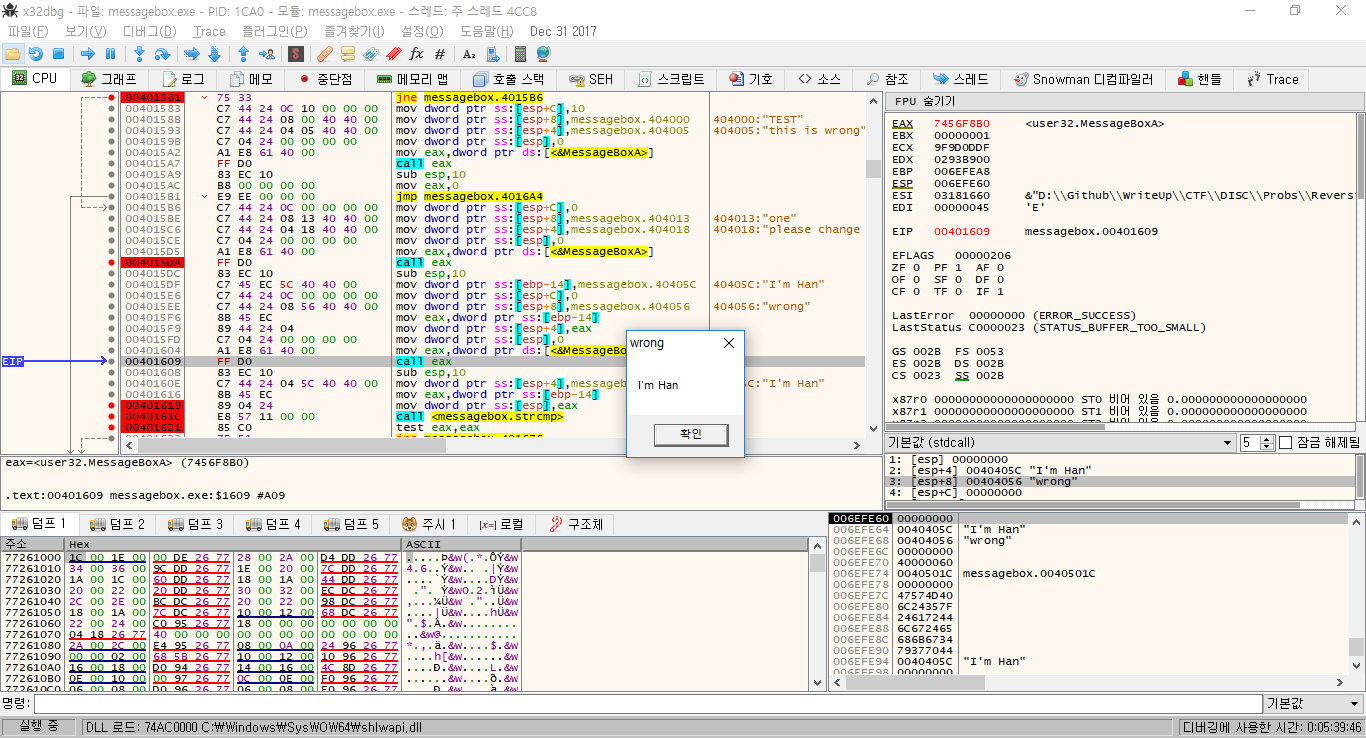 x32dbg - 파일: messagebox.exe - PID: 1CA0 - 모듈: messagebox.exe - 스레드: 주 스레드 4CC8
파일(F) 보기(V) 디버그(D) Trace 플러그인(P) 즐겨찾기(I) 설정(O) 도움말(H) Dec 31 2017
CPU 그래프 로그 메모 중단점 메모리 맵 호출 스택 SEH 스크립트 기호 소스 참조 스레드 Snowman 디컴파일러 핸들 Trace
00401581 75 33 jne messagebox.4015B6
00401583 C7 44 24 0C 10 00 00 00 mov dword ptr ss:[esp+C],10
0040158B C7 44 24 08 00 40 40 00 mov dword ptr ss:[esp+8],messagebox.404000 404000:"TEST"
00401593 C7 44 24 04 05 40 40 00 mov dword ptr ss:[esp+4],messagebox.404005 404005:"this is wrong"
0040159B C7 04 24 00 00 00 00 mov dword ptr ss:[esp],0
004015A2 A1 E8 61 40 00 mov eax,dword ptr ds:[<&MessageBoxA>]
004015A7 FF D0 call eax
004015A9 83 EC 10 sub esp,10
004015AC B8 00 00 00 00 mov eax,0
004015B1 E9 EE 00 00 00 jmp messagebox.4016A4
004015B6 C7 44 24 0C 00 00 00 00 mov dword ptr ss:[esp+C],0
004015BE C7 44 24 08 13 40 40 00 mov dword ptr ss:[esp+8],messagebox.404013 404013:"one"
004015C6 C7 44 24 04 18 40 40 00 mov dword ptr ss:[esp+4],messagebox.404018 404018:"please change
004015CE C7 04 24 00 00 00 00 mov dword ptr ss:[esp],0
004015D5 A1 E8 61 40 00 mov eax,dword ptr ds:[<&MessageBoxA>]
004015DA FF D0 call eax
004015DC 83 EC 10 sub esp,10
004015DF C7 45 EC 5C 40 40 00 mov dword ptr ss:[ebp-14],messagebox.40405C 40405C:"I'm Han"
004015E6 C7 44 24 0C 00 00 00 00 mov dword ptr ss:[esp+C],0
004015EE C7 44 24 08 56 40 40 00 mov dword ptr ss:[esp+8],messagebox.404056 404056:"wrong"
004015F6 8B 45 EC mov eax,dword ptr ss:[ebp-14]
004015F9 89 44 24 04 mov dword ptr ss:[esp+4],eax
004015FD C7 04 24 00 00 00 00 mov dword ptr ss:[esp],0
00401604 A1 E8 61 40 00 mov eax,dword ptr ds:[<&MessageBo
EIP 00401609 FF D0 call eax
0040160B 83 EC 10 sub esp,10
0040160E C7 44 24 04 5C 40 40 00 mov dword ptr ss:[esp+4],messageb 5C:"I'm Han"
00401616 8B 45 EC mov eax,dword ptr ss:[ebp-14]
00401619 89 04 24 mov dword ptr ss:[esp],eax
0040161C E8 57 11 00 00 call <messagebox.strcmp>
00401621 85 C0 test eax,eax
wrong
I'm Han
확인
FPU 숨기기
EAX 7456F8B0 <user32.MessageBoxA>
EBX 00000001
ECX 9F9D0DDF
EDX 0293B900
EBP 006EFEA8
ESP 006EFE60
ESI 03181660 &"D:\\Github\\WriteUp\\CTF\\DISC\\Probs\\Revers
EDI 00000045 'E'
EIP 00401609 messagebox.00401609
EFLAGS 00000206
ZF 0 PF 1 AF 0
OF 0 SF 0 DF 0
CF 0 TF 0 IF 1
LastError 00000000 (ERROR_SUCCESS)
LastStatus C0000023 (STATUS_BUFFER_TOO_SMALL)
GS 002B FS 0053
ES 002B DS 002B
CS 0023 SS 002B
x87r0 00000000000000000000 ST0 비어 있음 0.000000000000000000
x87r1 00000000000000000000 ST1 비어 있음 0.000000000000000000
기본값 (stdcall) 5 잠금 해제됨
1: [esp] 00000000
2: [esp+4] 0040405C "I'm Han"
3: [esp+8] 00404056 "wrong"
4: [esp+C] 00000000
eax=<user32.MessageBoxA> (7456F8B0)
.text:00401609 messagebox.exe:$1609 #A09
덤프 1 덤프 2 덤프 3 덤프 4 덤프 5 주시 1 [x=] 로컬 구조체
주소 Hex ASCII
77261000 1C 00 1E 00 00 DE 26 77 28 00 2A 00 D4 DD 26 77
77261010 34 00 36 00 9C DD 26 77 1E 00 20 00 7C DD 26 77
77261020 1A 00 1C 00 60 DD 26 77 18 00 1A 00 44 DD 26 77
77261030 20 00 22 00 20 DD 26 77 30 00 32 00 EC DC 26 77
77261040 2C 00 2E 00 BC DC 26 77 20 00 22 00 98 DC 26 77
77261050 18 00 1A 00 7C DC 26 77 10 00 12 00 68 DC 26 77
77261060 22 00 24 00 C0 95 26 77 18 00 00 00 00 00 00 00
77261070 04 18 26 77 40 00 00 00 00 00 00 00 00 00 00 00
77261080 2A 00 2C 00 E4 95 26 77 08 00 0A 00 24 96 26 77
77261090 00 00 02 00 68 5B 26 77 10 00 12 00 10 96 26 77
772610A0 16 00 18 00 D0 94 26 77 14 00 16 00 4C 8D 26 77
772610B0 0E 00 10 00 00 97 26 77 0C 00 0E 00 F0 96 26 77
006EFE60 00000000
006EFE64 0040405C "I'm Han"
006EFE68 00404056 "wrong"
006EFE6C 00000000
006EFE70 40000060
006EFE74 0040501C messagebox.0040501C
006EFE78 00000000
006EFE7C 47574D40
006EFE80 6C24357F
006EFE84 24617244
006EFE88 6C672465
006EFE8C 686B6734
006EFE90 79377044
006EFE94 0040405C "I'm Han"
명령: 기본값
실행 중 DLL 로드: 74AC0000 C:₩Windows₩SysWOW64₩shlwapi.dll 디버깅에 사용한 시간: 0:05:39:46